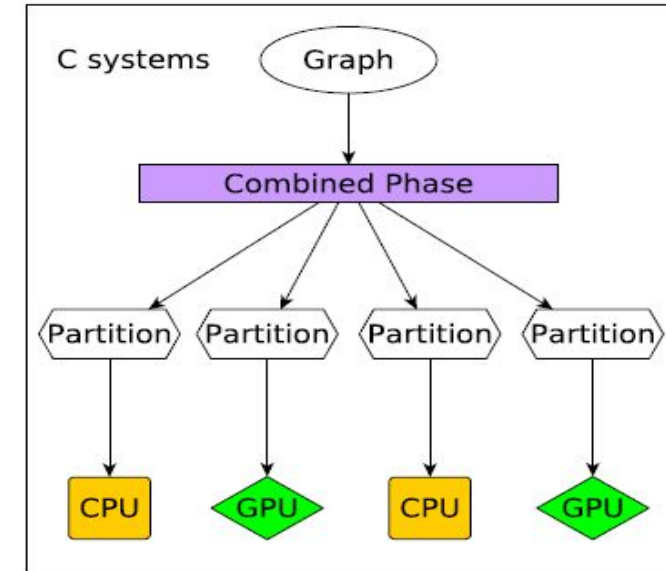 C systems
Graph
Combined Phase
Partition
Partition
Partition
Partition
CPU
GPU
CPU
GPU